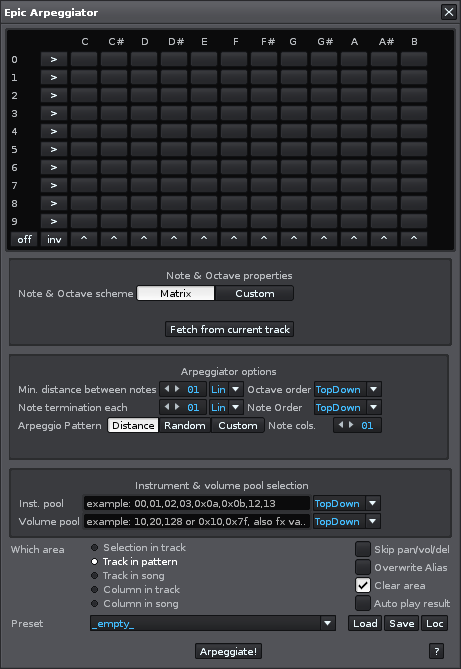 Epic Arpeggiator
C C# D D# E F F# G G# A A# B
0 >
1 >
2 >
3 >
4 >
5 >
6 >
7 >
8 >
9 >
off inv ^ ^ ^ ^ ^ ^ ^ ^ ^ ^ ^ ^
Note & Octave properties
Note & Octave scheme Matrix Custom
Fetch from current track
Arpeggiator options
Min. distance between notes 01 Lin Octave order TopDown
Note termination each 01 Lin Note Order TopDown
Arpeggio Pattern Distance Random Custom Note cols. 01
Instrument & volume pool selection
Inst. pool example: 00,01,02,03,0x0a,0x0b,12,13 TopDown
Volume pool example: 10,20,128 or 0x10,0x7f, also fx va.. TopDown
Which area Selection in track Skip pan/vol/del
Track in pattern Overwrite Alias
Track in song Clear area
Column in track Auto play result
Column in song
Preset _empty_ Load Save Loc
Arpeggiate! ?